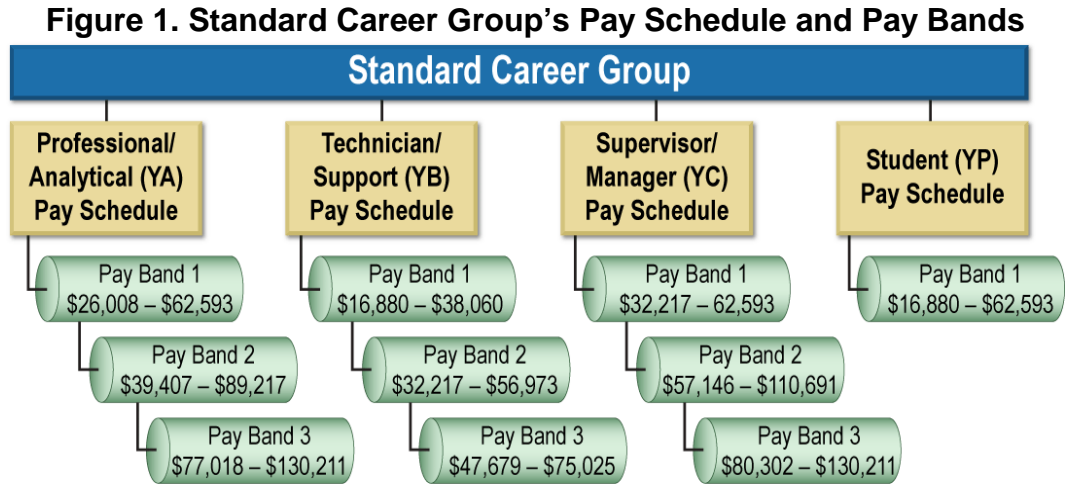 Figure 1. Standard Career Group's Pay Schedule and Pay Bands
Standard Career Group
Professional/
Analytical (YA)
Pay Schedule
Pay Band 1
$26,008 – $62,593
Pay Band 2
$39,407 – $89,217
Pay Band 3
$77,018 – $130,211
Technician/
Support (YB)
Pay Schedule
Pay Band 1
$16,880 – $38,060
Pay Band 2
$32,217 – $56,973
Pay Band 3
$47,679 – $75,025
Supervisor/
Manager (YC)
Pay Schedule
Pay Band 1
$32,217 – 62,593
Pay Band 2
$57,146 – $110,691
Pay Band 3
$80,302 – $130,211
Student (YP)
Pay Schedule
Pay Band 1
$16,880 – $62,593